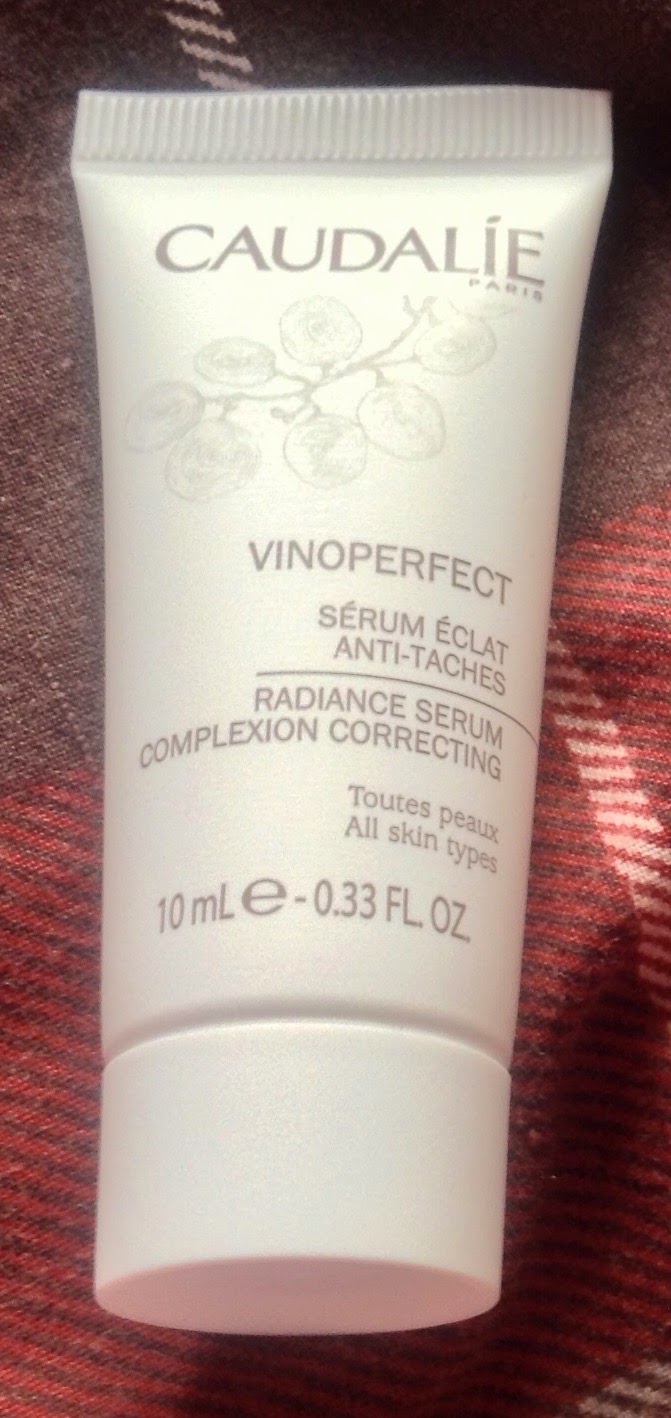 CAUDALÍE
PARIS
VINOPERFECT
SÉRUM ÉCLAT
ANTI-TACHES
RADIANCE SERUM
COMPLEXION CORRECTING
Toutes peaux
All skin types
10 mL e - 0.33 FL. OZ.